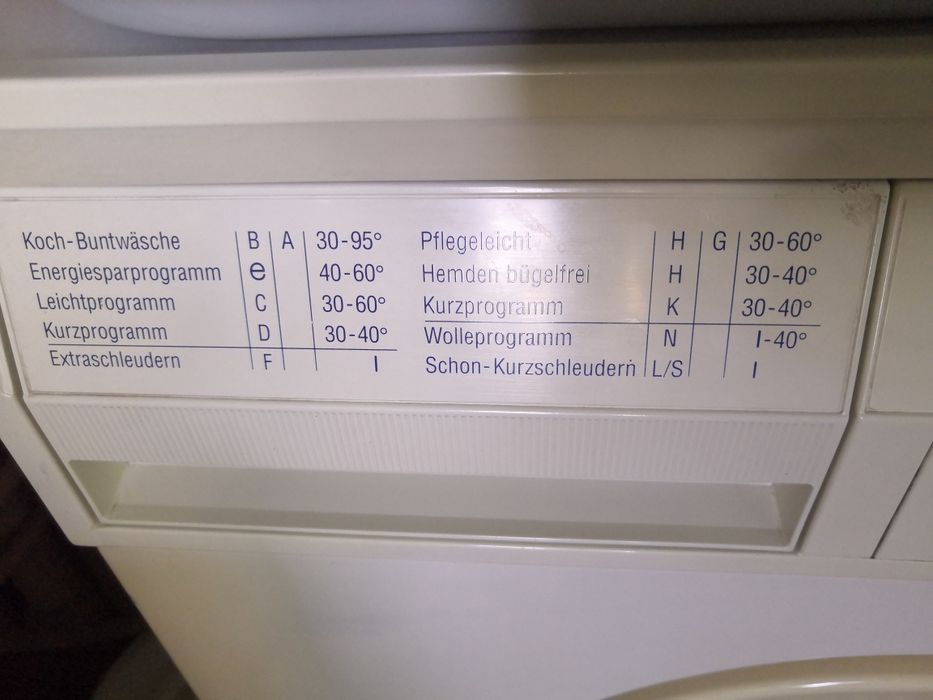 Koch-Buntwäsche B A 30-95°
Energiesparprogramm e 40-60°
Leichtprogramm C 30-60°
Kurzprogramm D 30-40°
Extraschleudern F I
Pflegeleicht H G 30-60°
Hemden bügelfrei H 30-40°
Kurzprogramm K 30-40°
Wolleprogramm N I-40°
Schon-Kurzschleudern L/S I